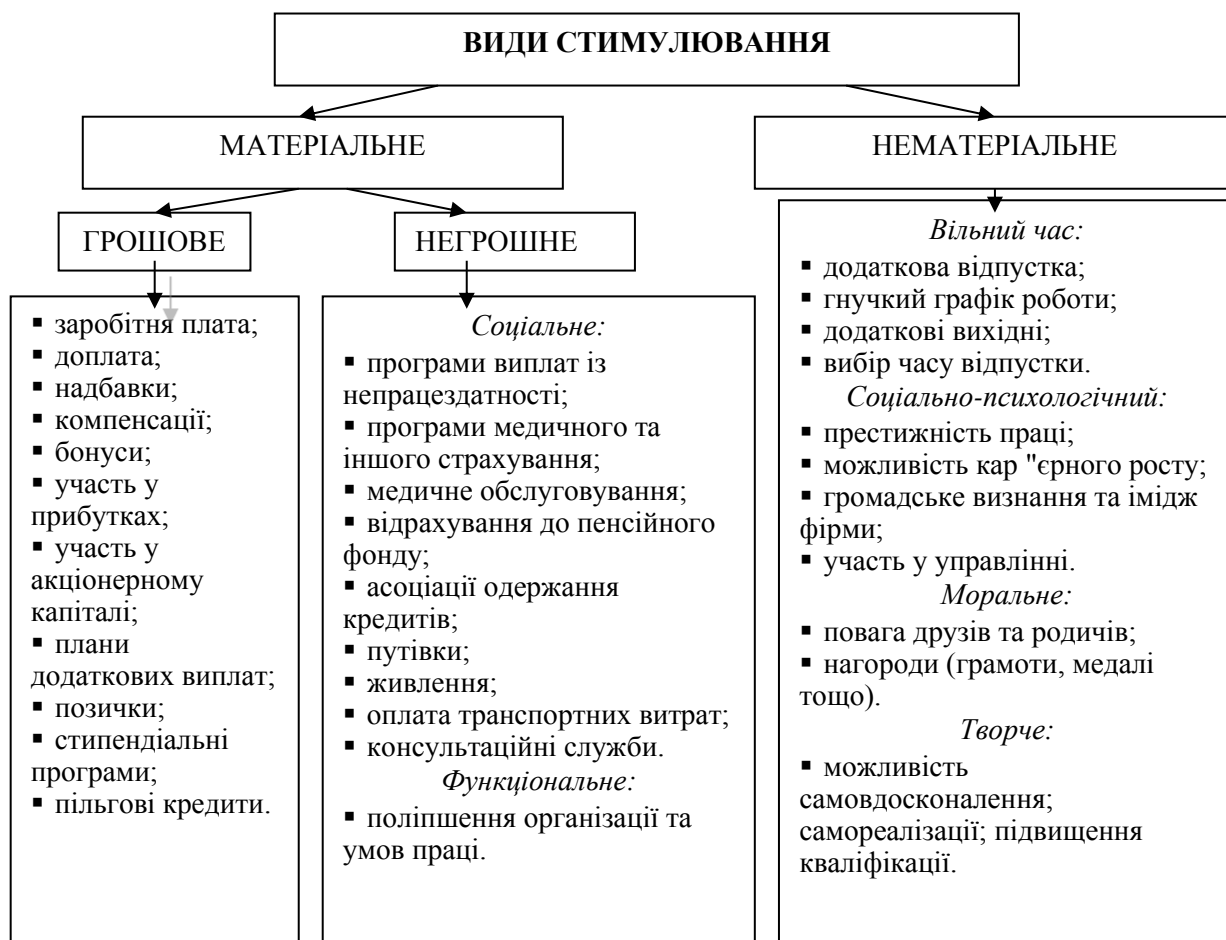 ВИДИ СТИМУЛЮВАННЯ
МАТЕРІАЛЬНЕ
НЕМАТЕРІАЛЬНЕ
ГРОШОВЕ
НЕГРОШНЕ
▪ заробітня плата;
▪ доплата;
▪ надбавки;
▪ компенсації;
▪ бонуси;
▪ участь у
прибутках;
▪ участь у
акціонерному
капіталі;
▪ плани
додаткових виплат;
▪ позички;
▪ стипендіальні
програми;
▪ пільгові кредити.
Соціальне:
▪ програми виплат із
непрацездатності;
▪ програми медичного та
іншого страхування;
▪ медичне обслуговування;
▪ відрахування до пенсійного
фонду;
▪ асоціації одержання
кредитів;
▪ путівки;
▪ живлення;
▪ оплата транспортних витрат;
▪ консультаційні служби.
Функціональне:
▪ поліпшення організації та
умов праці.
Вільний час:
▪ додаткова відпустка;
▪ гнучкий графік роботи;
▪ додаткові вихідні;
▪ вибір часу відпустки.
Соціально-психологічний:
▪ престижність праці;
▪ можливість кар "єрного росту;
▪ громадське визнання та імідж
фірми;
▪ участь у управлінні.
Моральне:
▪ повага друзів та родичів;
▪ нагороди (грамоти, медалі
тощо).
Творче:
▪ можливість
самовдосконалення;
самореалізації; підвищення
кваліфікації.